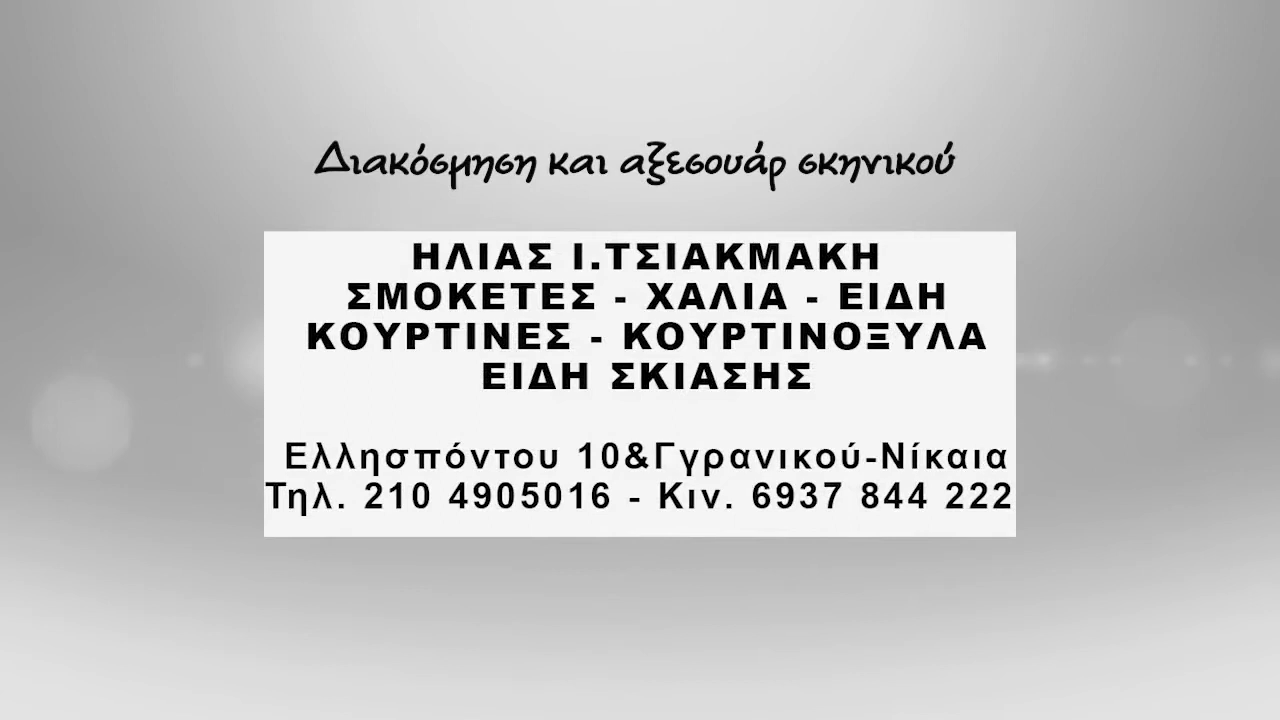 Διακόσμηση και αξεσουάρ σκηνικού
ΗΛΙΑΣ Ι.ΤΣΙΑΚΜΑΚΗ
ΣΜΟΚΕΤΕΣ - ΧΑΛΙΑ - ΕΙΔΗ
ΚΟΥΡΤΙΝΕΣ - ΚΟΥΡΤΙΝΟΞΥΛΑ
ΕΙΔΗ ΣΚΙΑΣΗΣ
Ελλησπόντου 10&Γγρανικού-Νίκαια
Τηλ. 210 4905016 - Κιν. 6937 844 222